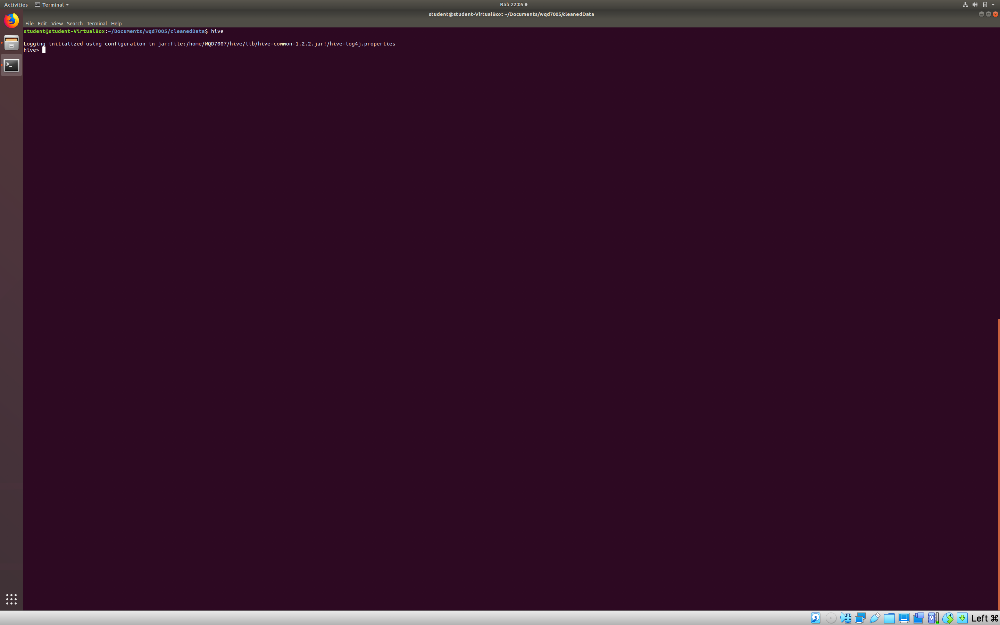 Activities Terminal Rab 22:05
student@student-VirtualBox: ~/Documents/wqd7005/cleanedData
File Edit View Search Terminal Help
student@student-VirtualBox:~/Documents/wqd7005/cleanedData$ hive
Logging initialized using configuration in jar:file:/home/WQD7007/hive/lib/hive-common-1.2.2.jar!/hive-log4j.properties
hive>
Left ⌘